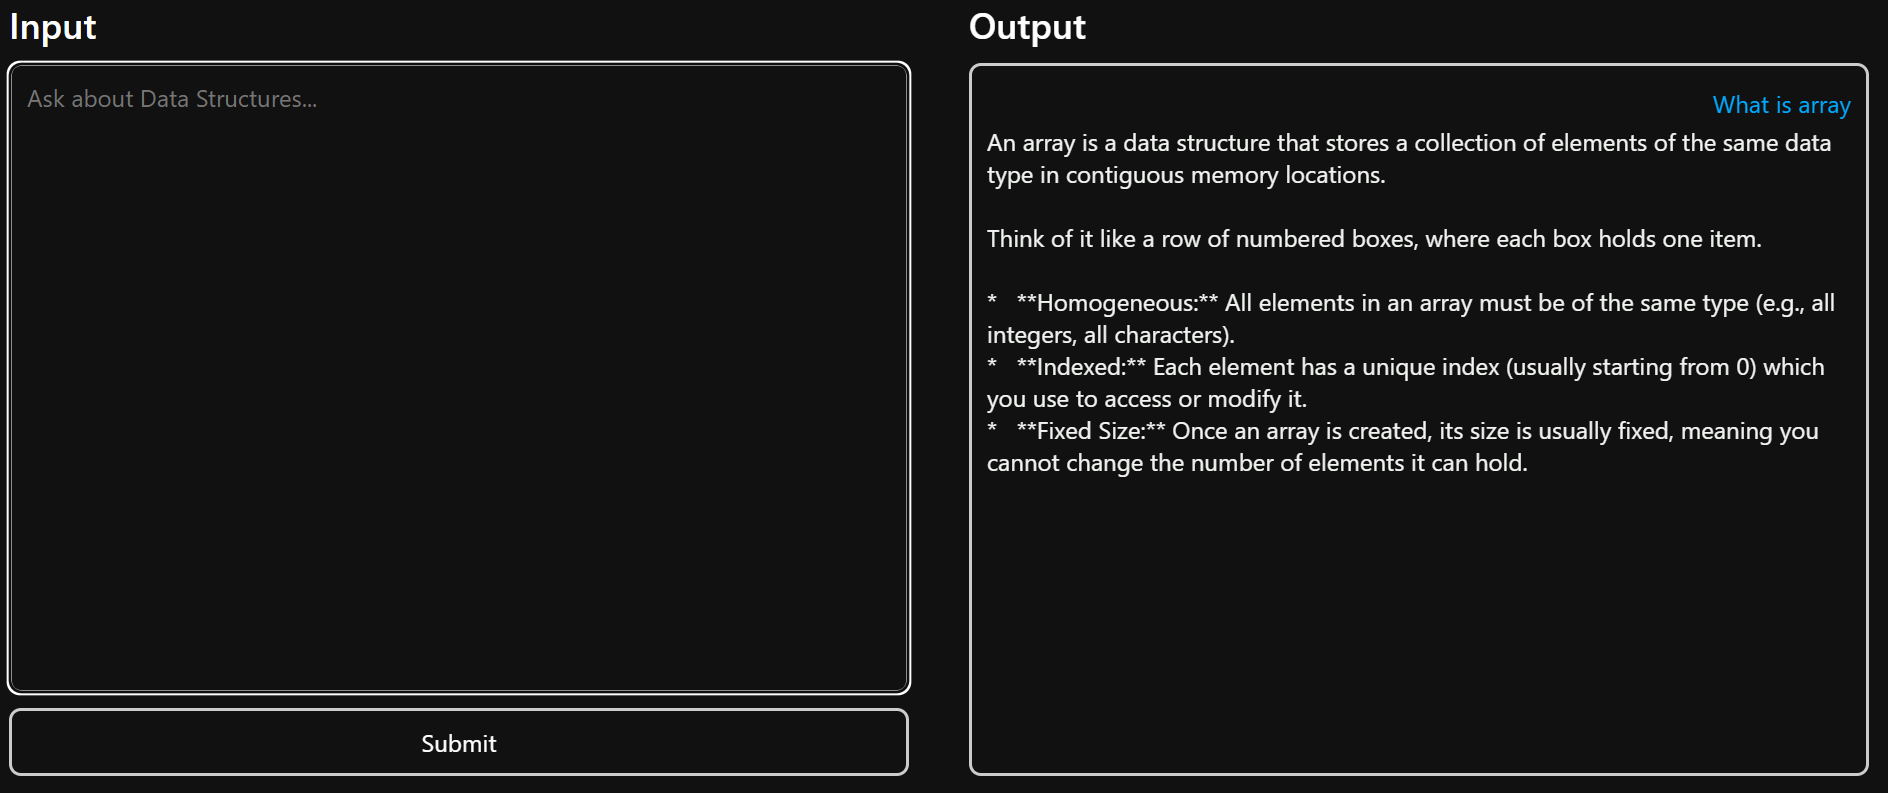 Input
Ask about Data Structures...
Submit
Output
What is array
An array is a data structure that stores a collection of elements of the same data
type in contiguous memory locations.
Think of it like a row of numbered boxes, where each box holds one item.
*   **Homogeneous:** All elements in an array must be of the same type (e.g., all
integers, all characters).
*   **Indexed:** Each element has a unique index (usually starting from 0) which
you use to access or modify it.
*   **Fixed Size:** Once an array is created, its size is usually fixed, meaning you
cannot change the number of elements it can hold.